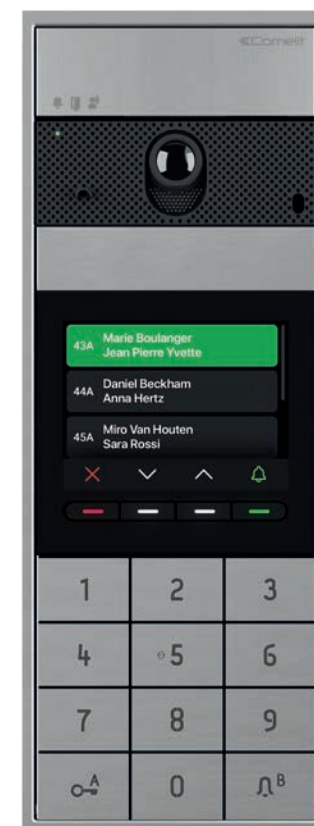 Comelit
43A Marie Boulanger
Jean Pierre Yvette
44A Daniel Beckham
Anna Hertz
45A Miro Van Houten
Sara Rossi
1 2 3
4 5 6
7 8 9
A 0 B